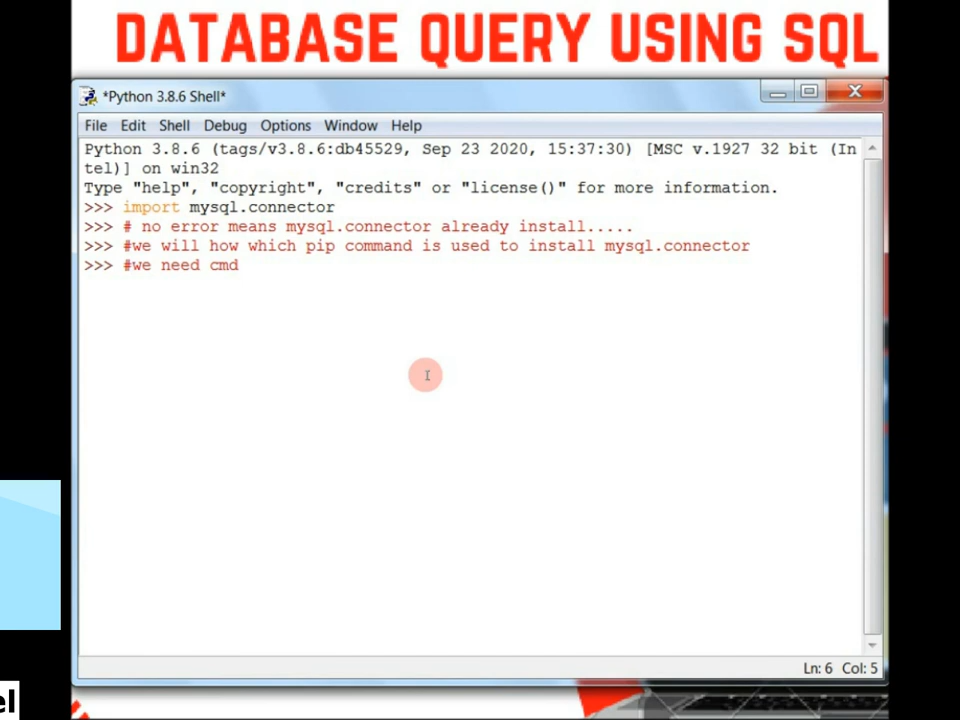 DATABASE QUERY USING SQL
*Python 3.8.6 Shell*
File Edit Shell Debug Options Window Help
Python 3.8.6 (tags/v3.8.6:db45529, Sep 23 2020, 15:37:30) [MSC v.1927 32 bit (In
tel)] on win32
Type "help", "copyright", "credits" or "license()" for more information.
>>> import mysql.connector
>>> # no error means mysql.connector already install.....
>>> #we will how which pip command is used to install mysql.connector
>>> #we need cmd
Ln: 6 Col: 5
el